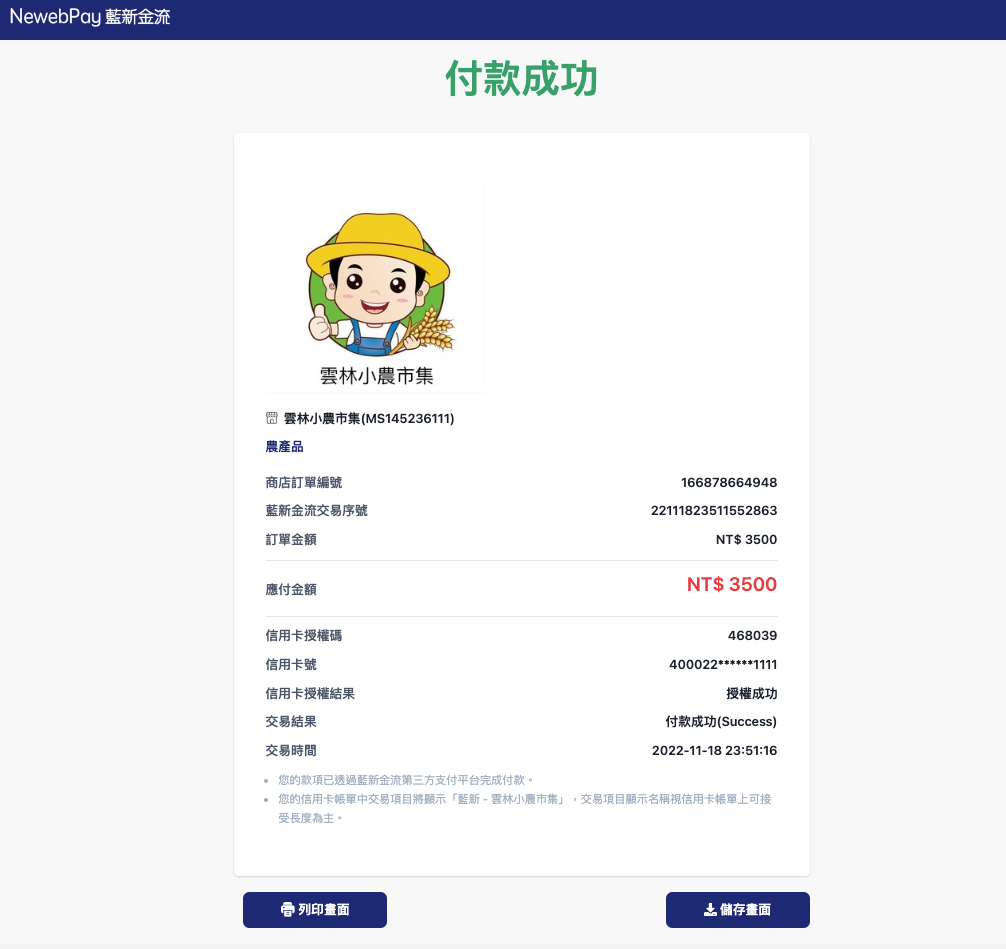 NewebPay 藍新金流
付款成功
雲林小農市集
雲林小農市集(MS145236111)
農產品
商店訂單編號 166878664948
藍新金流交易序號 22111823511552863
訂單金額 NT$ 3500
應付金額 NT$ 3500
信用卡授權碼 468039
信用卡號 400022******1111
信用卡授權結果 授權成功
交易結果 付款成功(Success)
交易時間 2022-11-18 23:51:16
您的款項已透過藍新金流第三方支付平台完成付款。
您的信用卡帳單中交易項目將顯示「藍新 - 雲林小農市集」，交易項目顯示名稱視信用卡帳單上可接
受長度為主。
列印畫面 儲存畫面